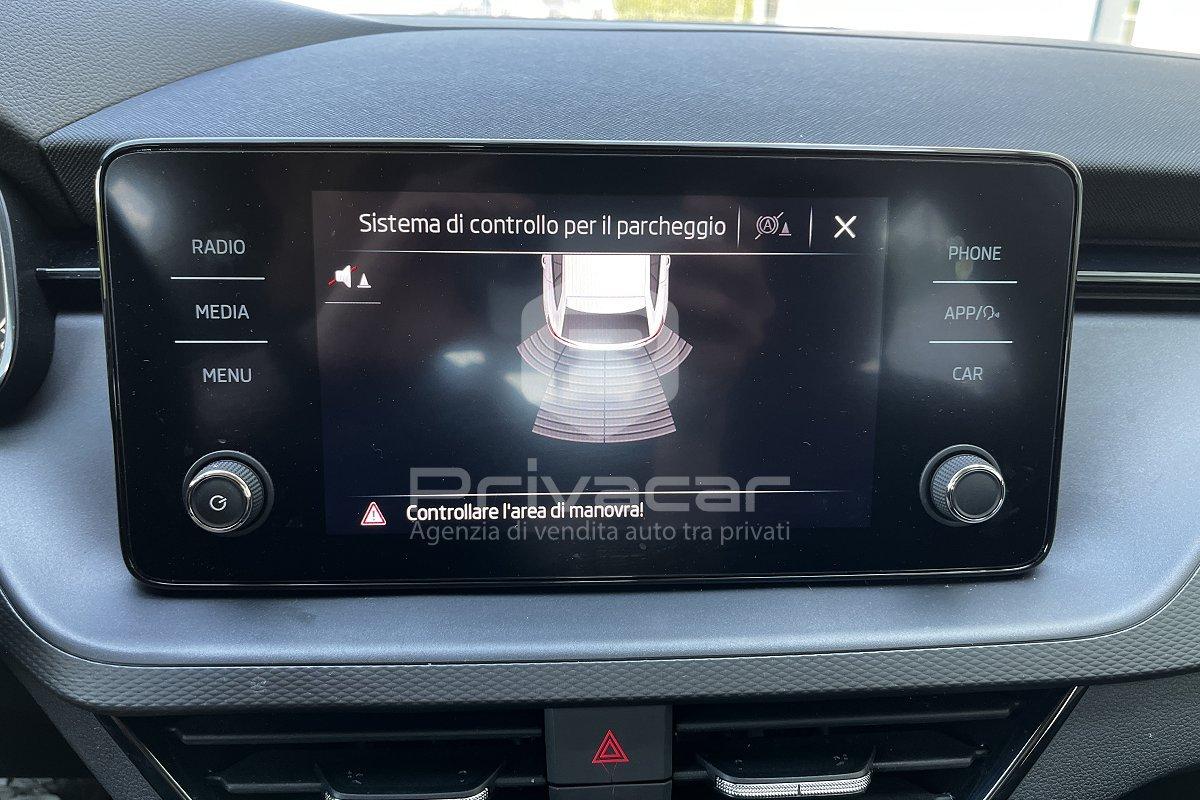 Sistema di controllo per il parcheggio
RADIO
MEDIA
MENU
PHONE
APP/
CAR
Privacar
Controllare l'area di manovra!
Agenzia di vendita auto tra privati